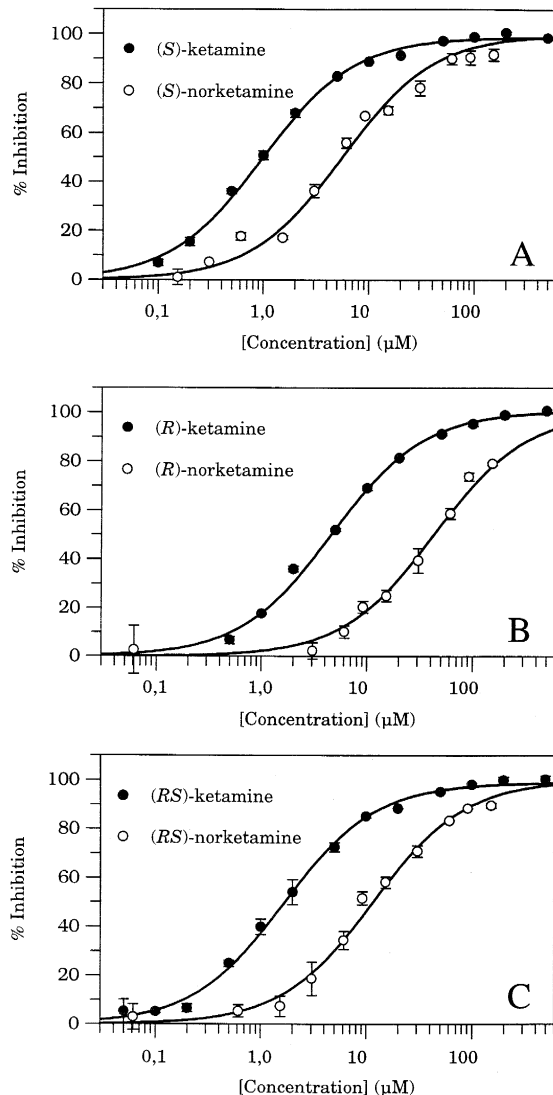 100
80
60
40
20
0
% Inhibition
(S)-ketamine
(S)-norketamine
A
0,1 1,0 10 100
[Concentration] (µM)
100
80
60
40
20
0
% Inhibition
(R)-ketamine
(R)-norketamine
B
0,1 1,0 10 100
[Concentration] (µM)
100
80
60
40
20
0
% Inhibition
(RS)-ketamine
(RS)-norketamine
C
0,1 1,0 10 100
[Concentration] (µM)